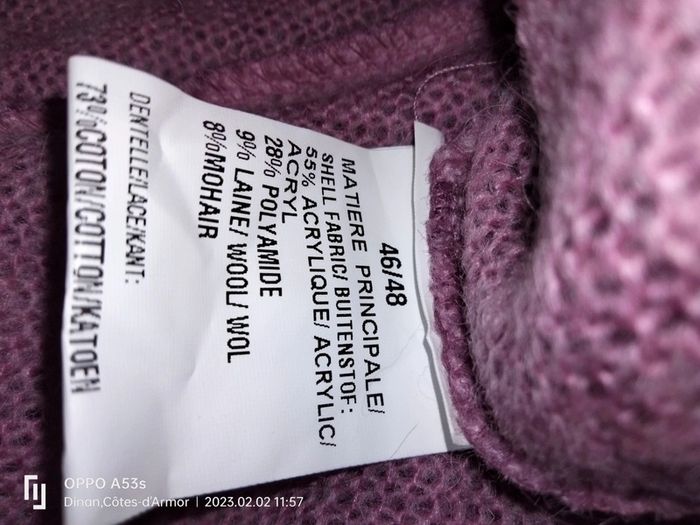 46/48
MATIERE PRINCIPALE/
SHELL FABRIC/ BUITENSTOF:
55% ACRYLIQUE/ ACRYLIC/
ACRYL
28% POLYAMIDE
9% LAINE/ WOOL/ WOL
8%MOHAIR
DENTELLE/LACE/KANT:
73%COTON/COTTON/KATOEN
OPPO A53s
Dinan,Côtes-d'Armor | 2023.02.02 11:57